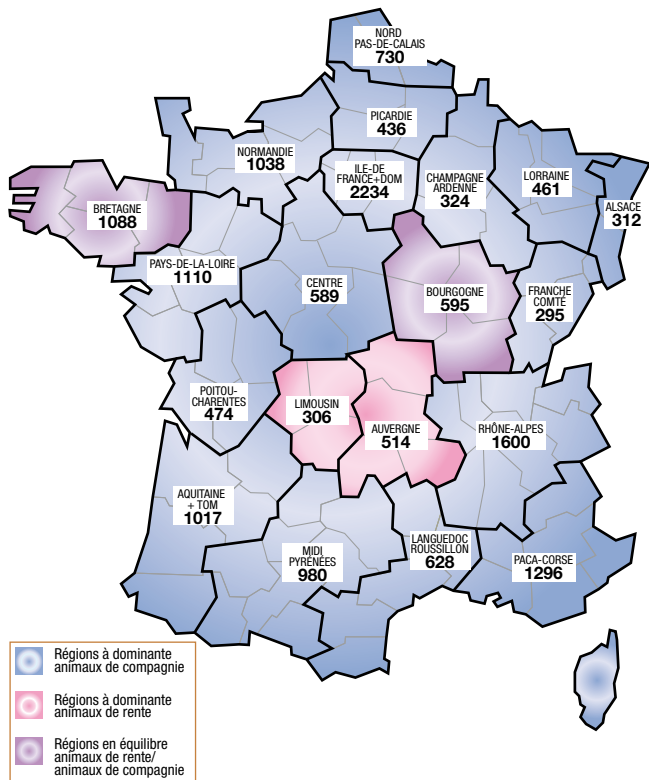 NORD
PAS-DE-CALAIS
730
PICARDIE
436
NORMANDIE
1038
ILE-DE
FRANCE+DOM
2234
CHAMPAGNE
ARDENNE
324
LORRAINE
461
ALSACE
312
BRETAGNE
1088
PAYS-DE-LA-LOIRE
1110
CENTRE
589
BOURGOGNE
595
FRANCHE
COMTÉ
295
POITOU-
CHARENTES
474
LIMOUSIN
306
AUVERGNE
514
RHÔNE-ALPES
1600
AQUITAINE
+ TOM
1017
MIDI
PYRÉNÉES
980
LANGUEDOC
ROUSSILLON
628
PACA-CORSE
1296
Régions à dominante
animaux de compagnie
Régions à dominante
animaux de rente
Régions en équilibre
animaux de rente/
animaux de compagnie